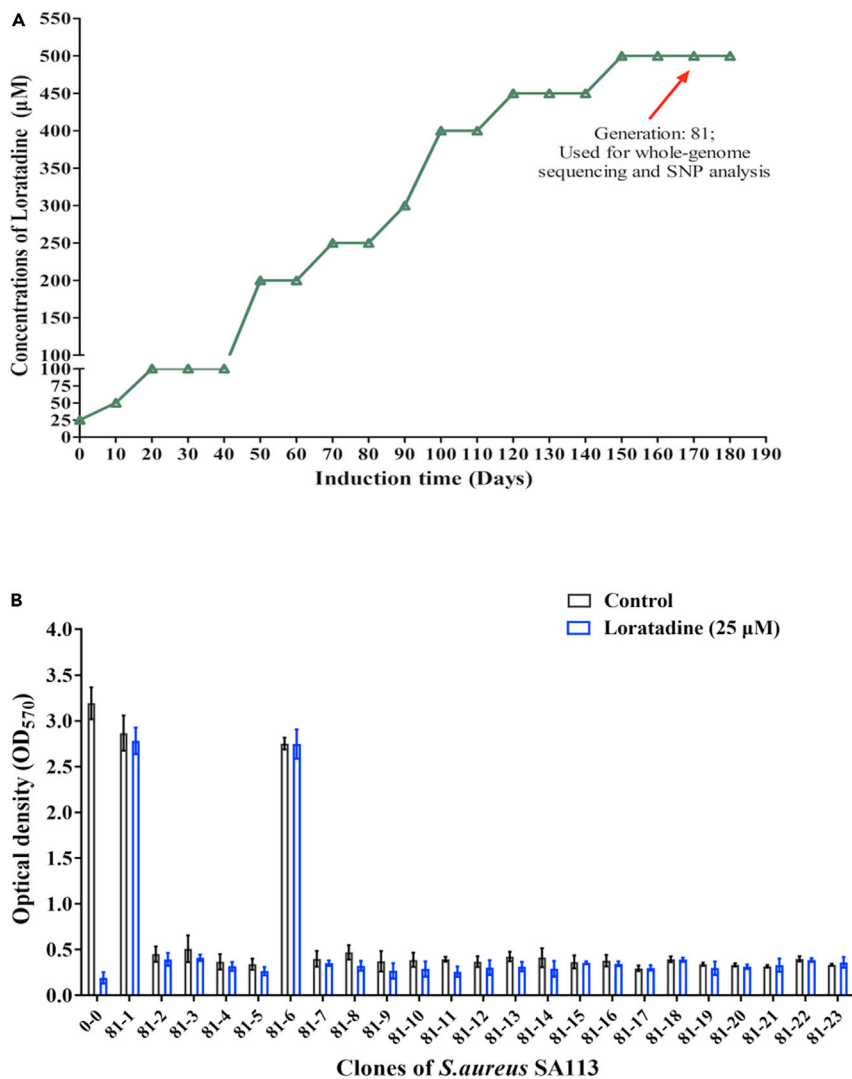 A
550
500
450
400
350
300
250
200
150
100
100
75
50
25
0
Concentrations of Loratadine (μM)
Generation: 81;
Used for whole-genome
sequencing and SNP analysis
0 10 20 30 40 50 60 70 80 90 100 110 120 130 140 150 160 170 180 190
Induction time (Days)
B
Control
Loratadine (25 μM)
4.0
3.5
3.0
2.5
2.0
1.5
1.0
0.5
0.0
Optical density (OD570)
0-0 81-1 81-2 81-3 81-4 81-5 81-6 81-7 81-8 81-9 81-10 81-11 81-12 81-13 81-14 81-15 81-16 81-17 81-18 81-19 81-20 81-21 81-22 81-23
Clones of S.aureus SA113